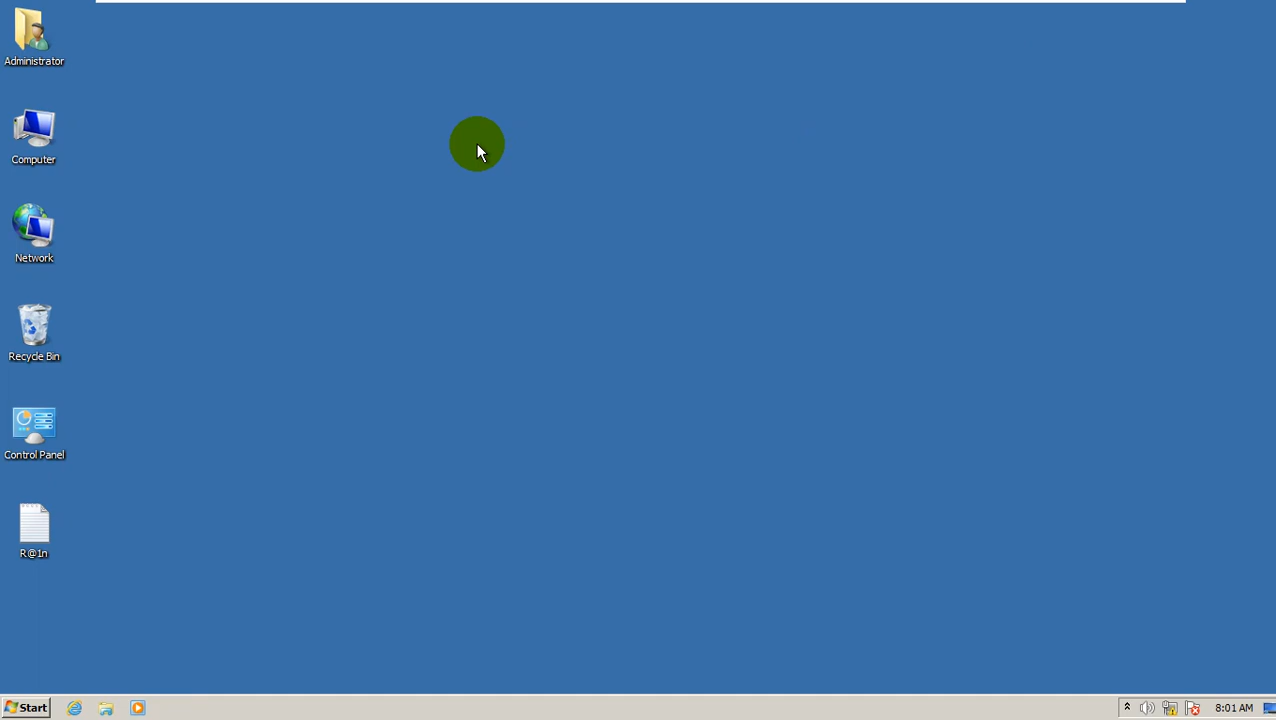 Administrator
Computer
Network
Recycle Bin
Control Panel
R@1n
Start
8:01 AM